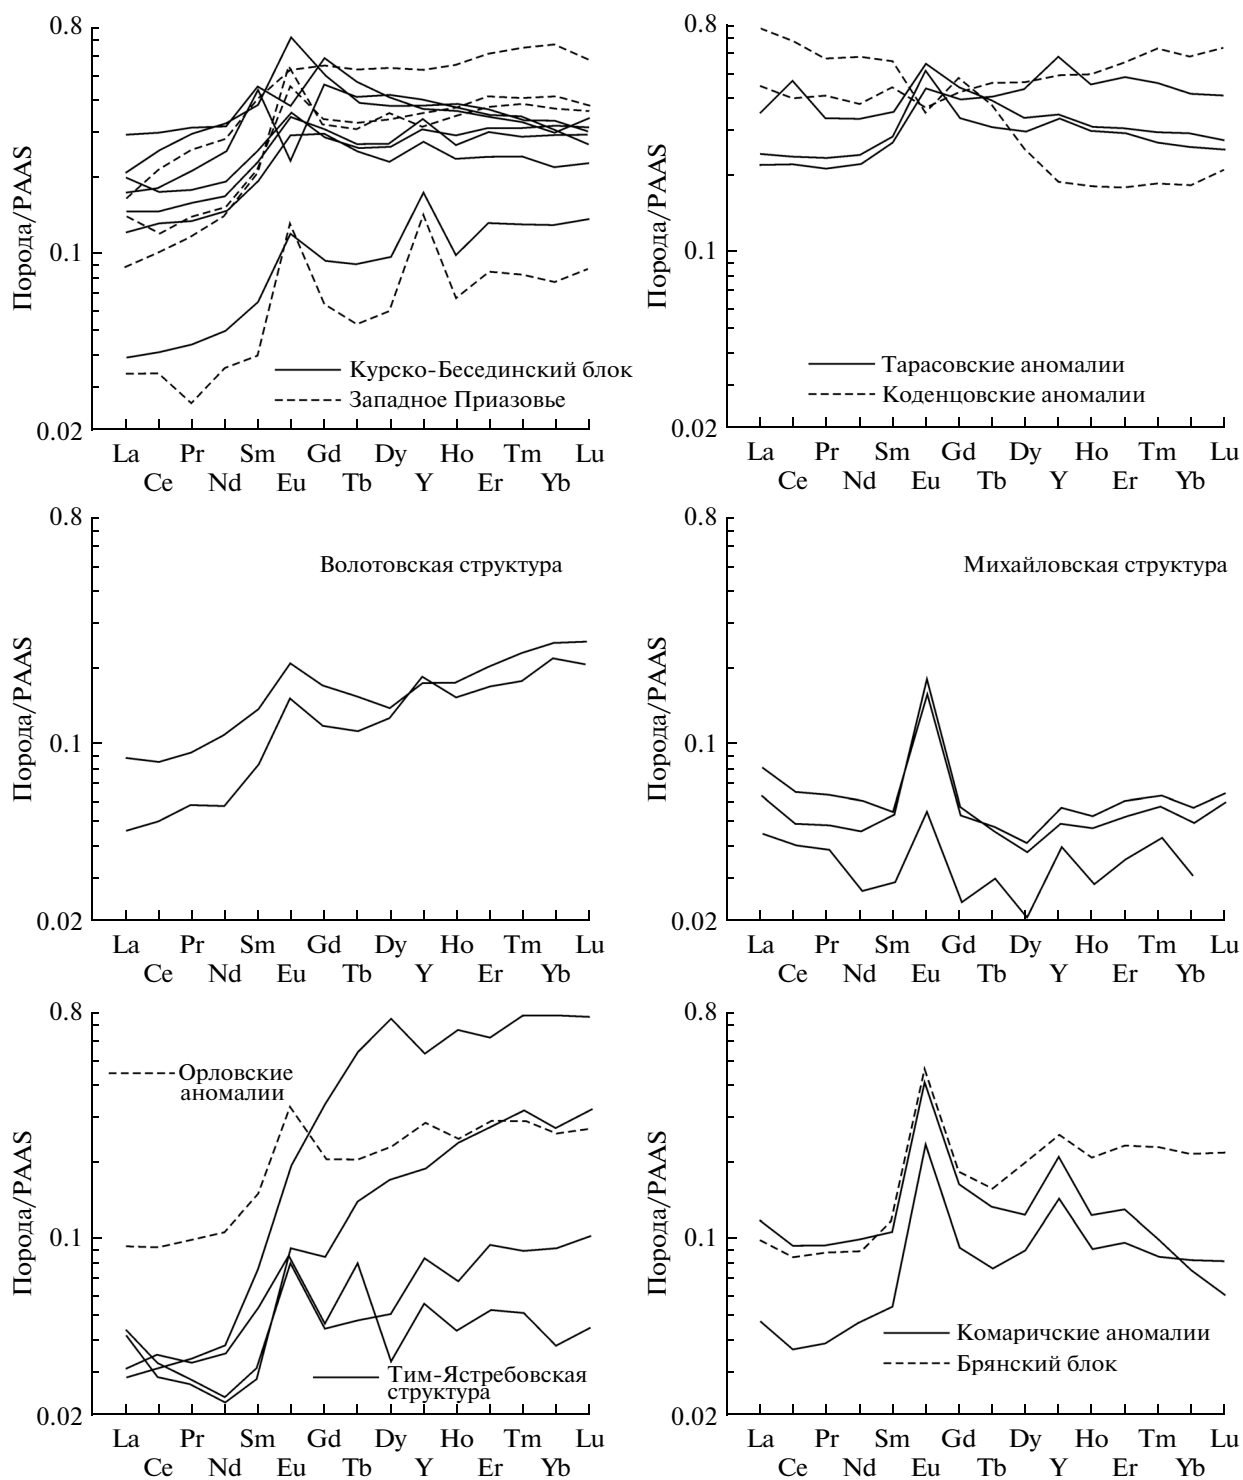 0.8
Порода/PAAS
0.1
0.02
Курско-Бесединский блок
Западное Приазовье
La Pr Sm Gd Dy Ho Tm Lu
Ce Nd Eu Tb Y Er Yb
0.8
Порода/PAAS
0.1
0.02
Тарасовские аномалии
Коденцовские аномалии
La Pr Sm Gd Dy Ho Tm Lu
Ce Nd Eu Tb Y Er Yb
0.8
Волотовская структура
Порода/PAAS
0.1
0.02
La Pr Sm Gd Dy Ho Tm Lu
Ce Nd Eu Tb Y Er Yb
0.8
Михайловская структура
Порода/PAAS
0.1
0.02
La Pr Sm Gd Dy Ho Tm Lu
Ce Nd Eu Tb Y Er Yb
0.8
Орловские
аномалии
Порода/PAAS
0.1
Тим-Ястребовская
структура
0.02
La Pr Sm Gd Dy Ho Tm Lu
Ce Nd Eu Tb Y Er Yb
0.8
Порода/PAAS
0.1
Комаричские аномалии
Брянский блок
0.02
La Pr Sm Gd Dy Ho Tm Lu
Ce Nd Eu Tb Y Er Yb